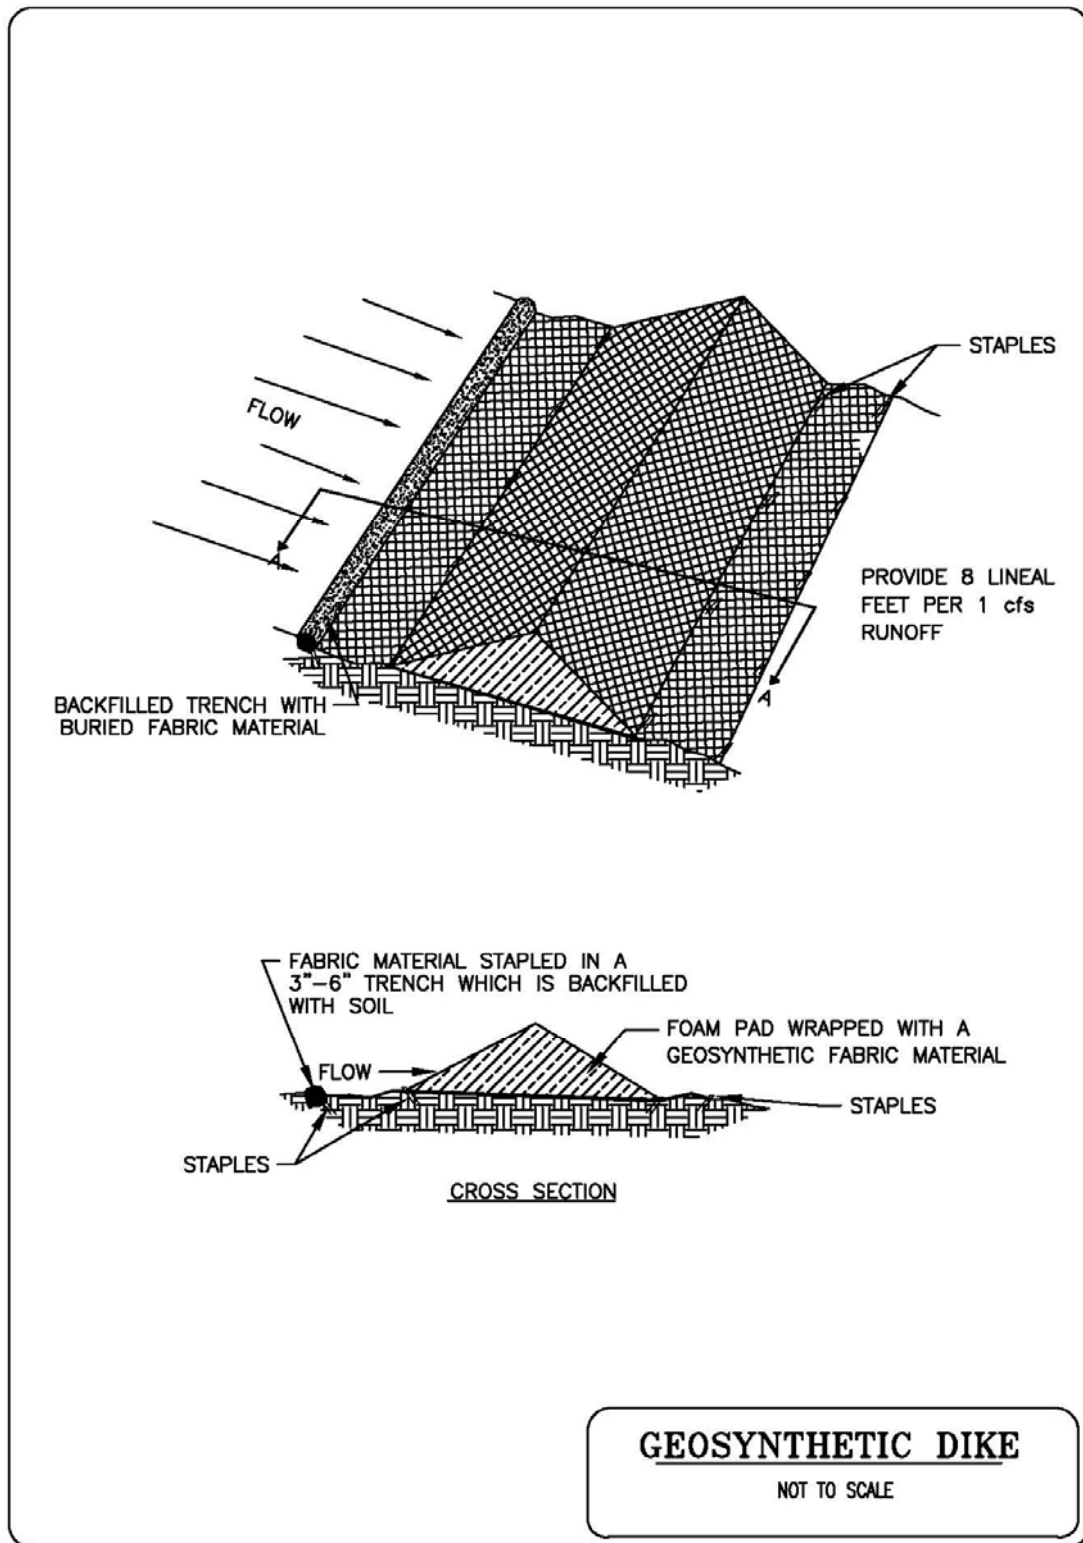 STAPLES
FLOW
A
PROVIDE 8 LINEAL
FEET PER 1 cfs
RUNOFF
A
BACKFILLED TRENCH WITH
BURIED FABRIC MATERIAL
FABRIC MATERIAL STAPLED IN A
3"-6" TRENCH WHICH IS BACKFILLED
WITH SOIL
FOAM PAD WRAPPED WITH A
GEOSYNTHETIC FABRIC MATERIAL
FLOW
STAPLES
STAPLES
CROSS SECTION
GEOSYNTHETIC DIKE
NOT TO SCALE